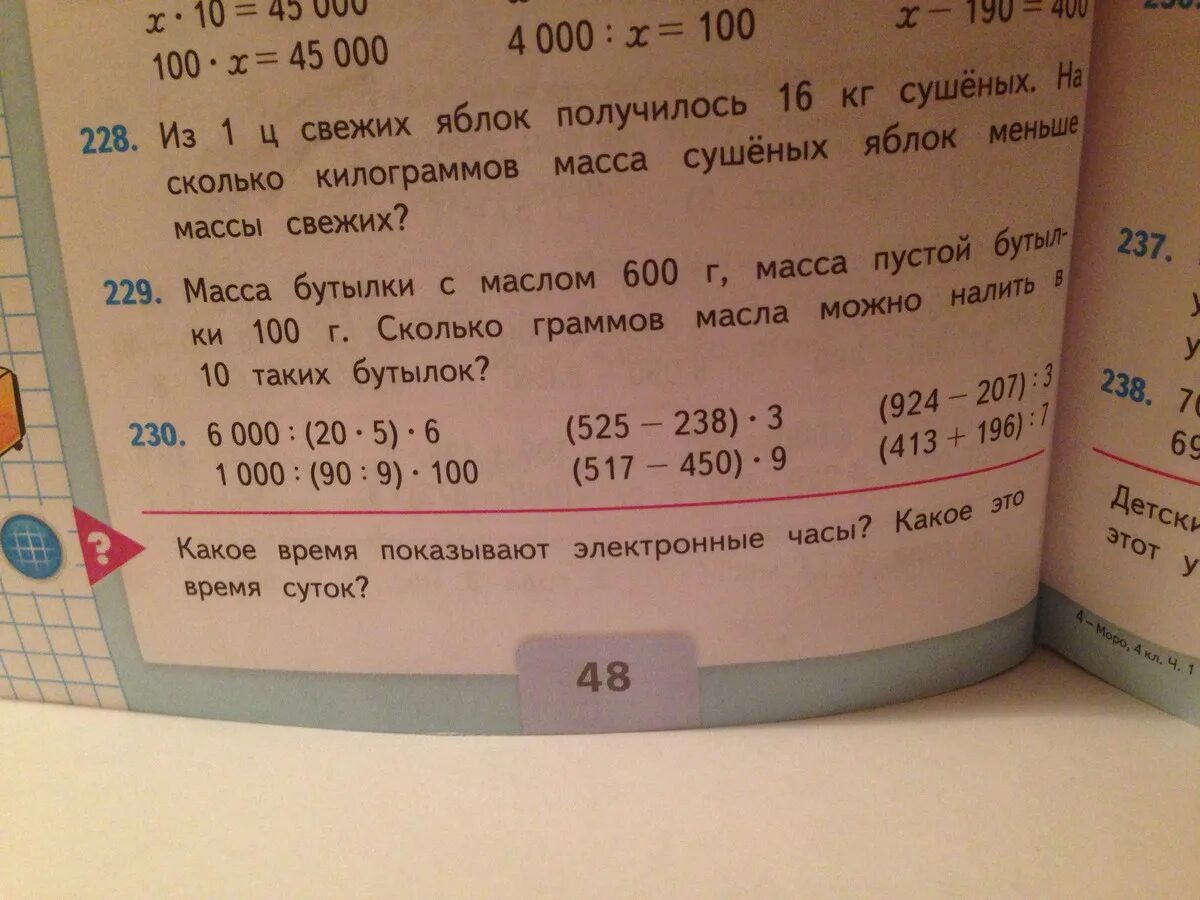 x · 10 = 45 000
100 · x = 45 000
4 000 : x = 100
x − 190 = 400
228. Из 1 ц свежих яблок получилось 16 кг сушёных. На
сколько килограммов масса сушёных яблок меньше
массы свежих?
229. Масса бутылки с маслом 600 г, масса пустой бутыл-
ки 100 г. Сколько граммов масла можно налить в
10 таких бутылок?
230. 6 000 : (20 · 5) · 6 (525 − 238) · 3 (924 − 207) : 3
1 000 : (90 : 9) · 100 (517 − 450) · 9 (413 + 196) : 7
?
Какое время показывают электронные часы? Какое это
время суток?
48
237.
238.
69
Детски
этот у
4 – Моро, 4 кл. Ч. 1